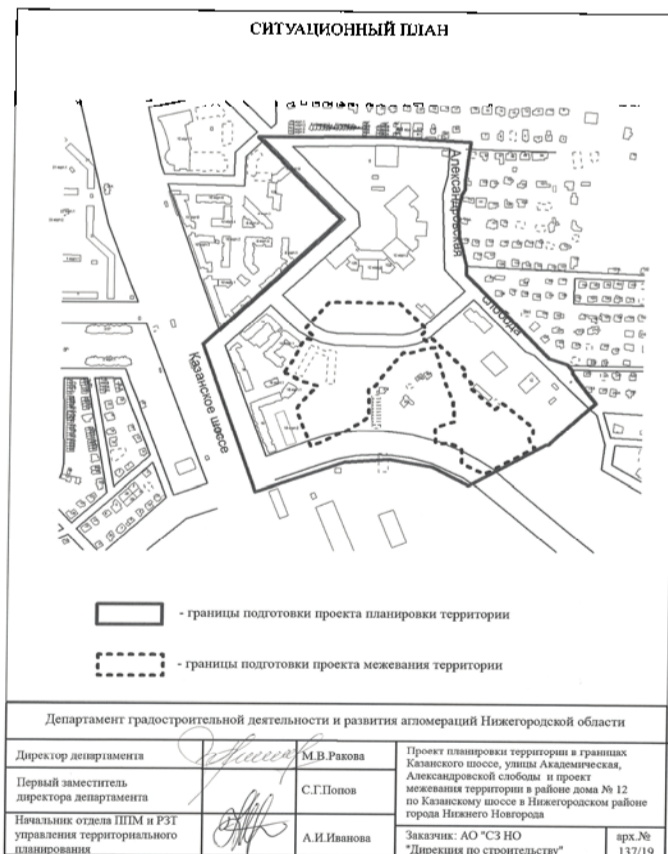 СИТУАЦИОННЫЙ ПЛАН
Александровская
слобода
Казанское шоссе
- границы подготовки проекта планировки территории
- границы подготовки проекта межевания территории
Департамент градостроительной деятельности и развития агломераций Нижегородской области
Директор департамента
М.В.Ракова
Первый заместитель
директора департамента
С.Г.Попов
Начальник отдела ППМ и РЗТ
управления территориального
планирования
А.И.Иванова
Проект планировки территории в границах
Казанского шоссе, улицы Академическая,
Александровской слободы и проект
межевания территории в районе дома № 12
по Казанскому шоссе в Нижегородском районе
города Нижнего Новгорода
Заказчик: АО "СЗ НО
"Дирекция по строительству"
арх.№
137/19